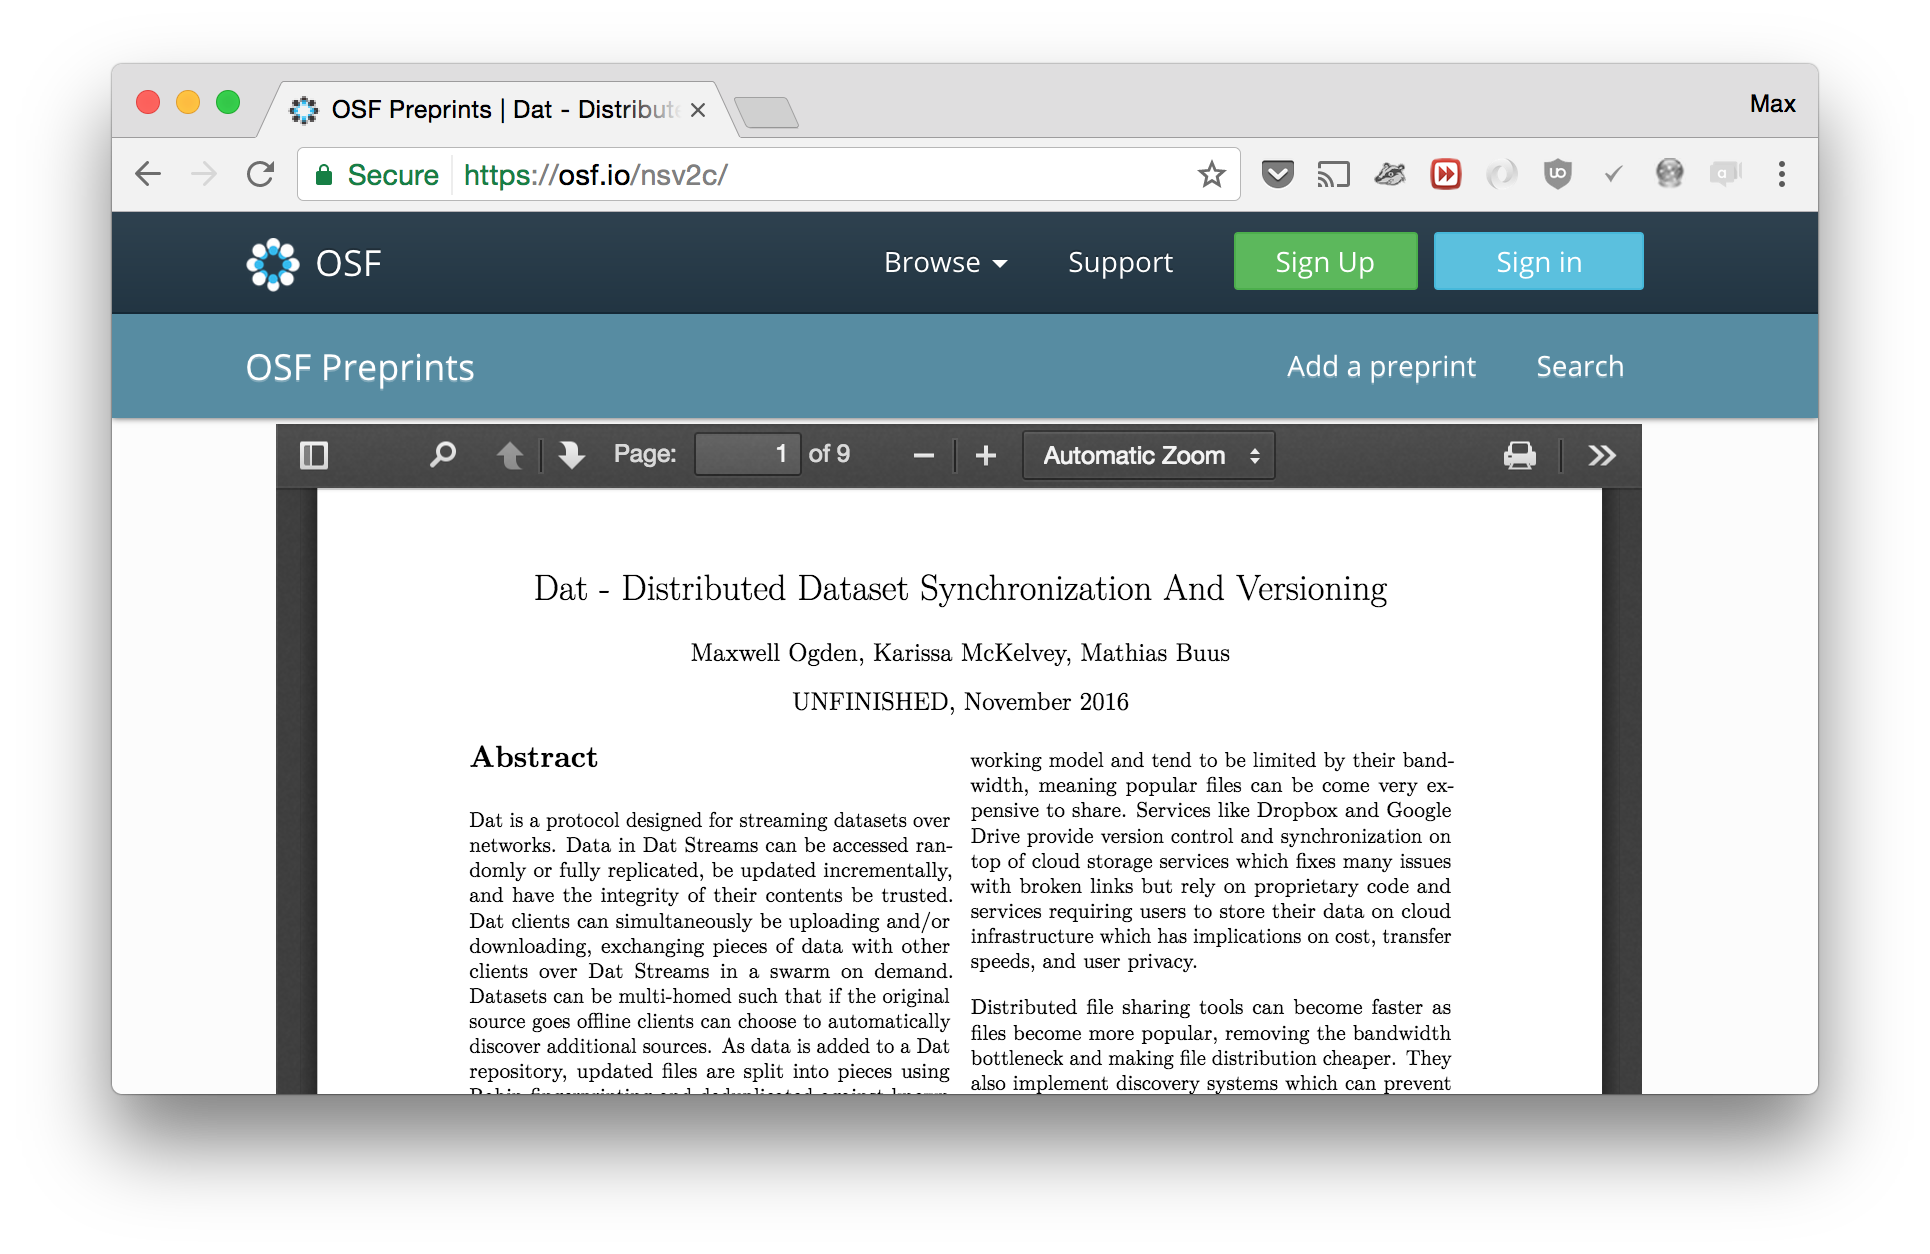 OSF Preprints | Dat - Distribute
Max
Secure
https://osf.io/nsv2c/
OSF
Browse
Support
Sign Up
Sign in
OSF Preprints
Add a preprint
Search
Page:
1
of 9
Automatic Zoom
Dat - Distributed Dataset Synchronization And Versioning
Maxwell Ogden, Karissa McKelvey, Mathias Buus
UNFINISHED, November 2016
Abstract
Dat is a protocol designed for streaming datasets over
networks. Data in Dat Streams can be accessed ran-
domly or fully replicated, be updated incrementally,
and have the integrity of their contents be trusted.
Dat clients can simultaneously be uploading and/or
downloading, exchanging pieces of data with other
clients over Dat Streams in a swarm on demand.
Datasets can be multi-homed such that if the original
source goes offline clients can choose to automatically
discover additional sources. As data is added to a Dat
repository, updated files are split into pieces using
working model and tend to be limited by their band-
width, meaning popular files can be come very ex-
pensive to share. Services like Dropbox and Google
Drive provide version control and synchronization on
top of cloud storage services which fixes many issues
with broken links but rely on proprietary code and
services requiring users to store their data on cloud
infrastructure which has implications on cost, transfer
speeds, and user privacy.
Distributed file sharing tools can become faster as
files become more popular, removing the bandwidth
bottleneck and making file distribution cheaper. They
also implement discovery systems which can prevent